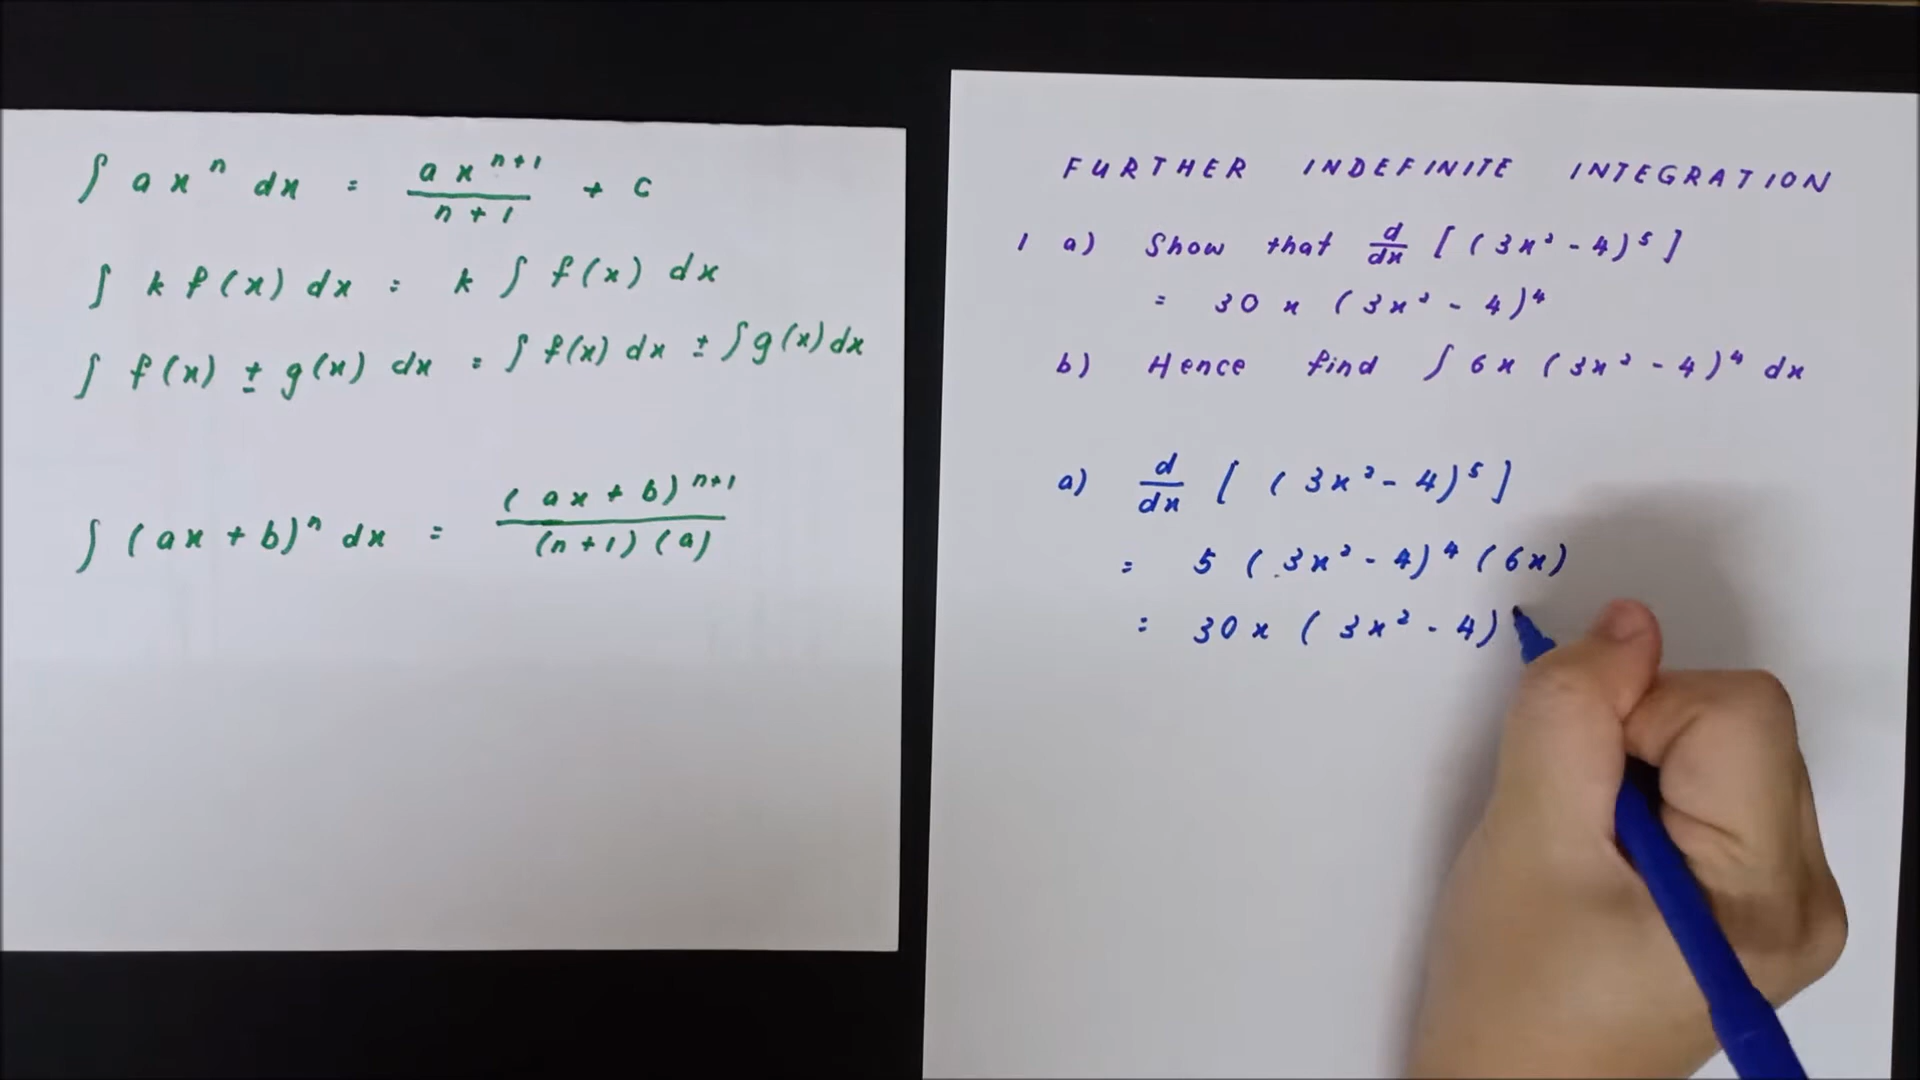 ∫ a x^n dx = a x^(n+1) / (n+1) + c
∫ k f(x) dx = k ∫ f(x) dx
∫ f(x) ± g(x) dx = ∫ f(x) dx ± ∫ g(x) dx
∫ (ax + b)^n dx = (ax + b)^(n+1) / (n+1)(a)
FURTHER INDEFINITE INTEGRATION
1 a) Show that d/dx [(3x² - 4)⁵]
= 30 x (3x² - 4)⁴
b) Hence find ∫ 6x (3x² - 4)⁴ dx
a) d/dx [(3x² - 4)⁵]
= 5 (3x² - 4)⁴ (6x)
= 30x (3x² - 4)